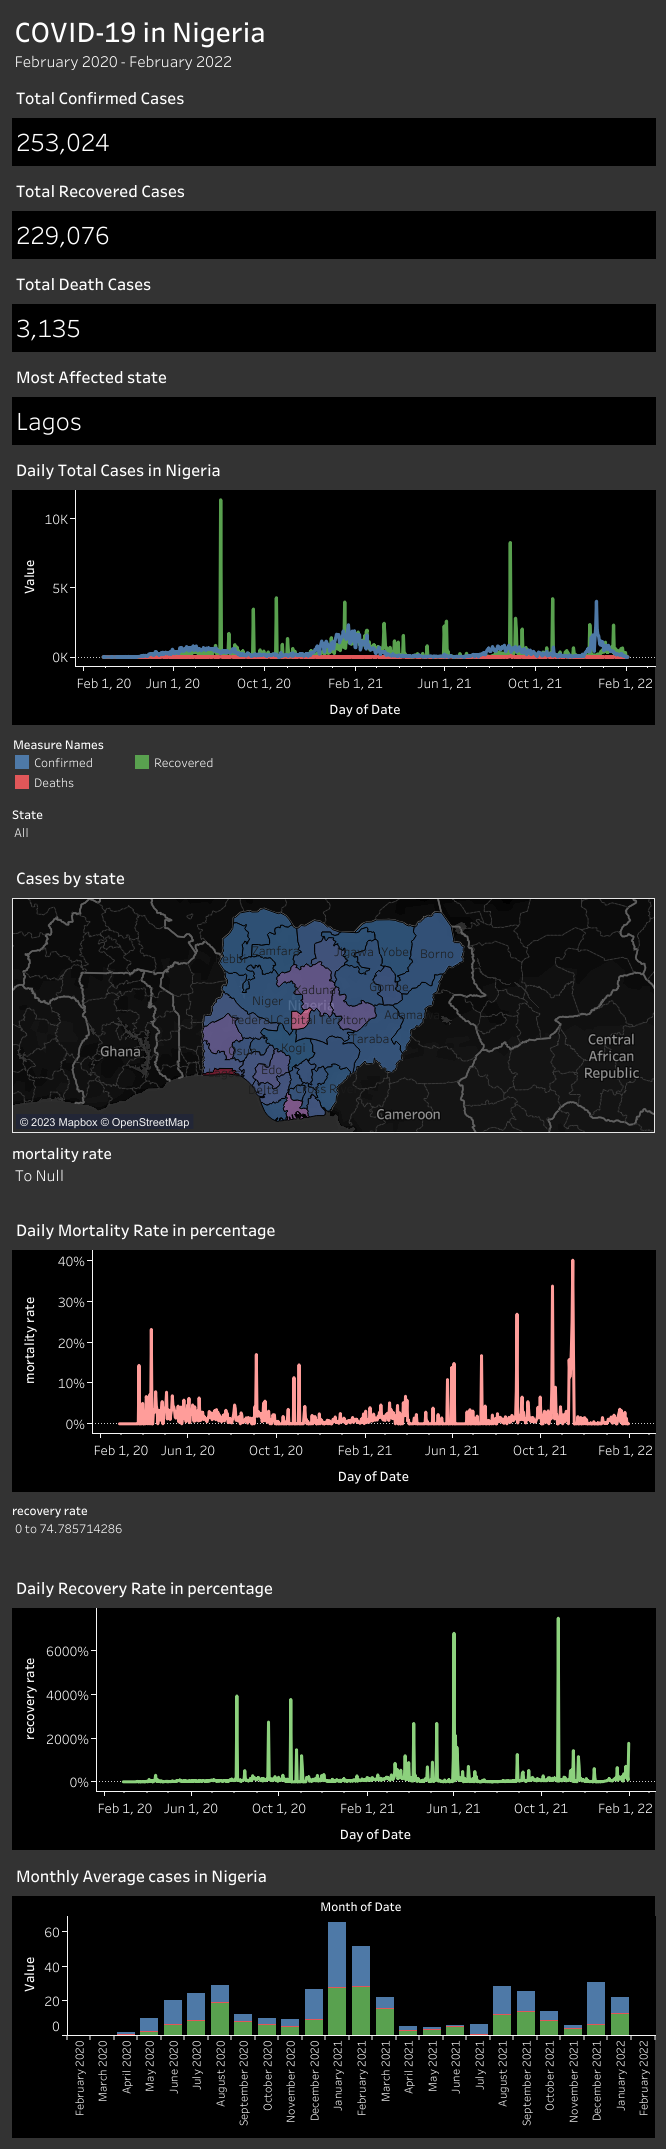 COVID-19 in Nigeria
February 2020 - February 2022
Total Confirmed Cases
253,024
Total Recovered Cases
229,076
Total Death Cases
3,135
Most Affected state
Lagos
Daily Total Cases in Nigeria
10K
5K
0K
Value
Feb 1, 20 Jun 1, 20 Oct 1, 20 Feb 1, 21 Jun 1, 21 Oct 1, 21 Feb 1, 22
Day of Date
Measure Names
Confirmed Recovered
Deaths
State
All
Cases by state
Zamfara Yobe Borno
Kaduna Gombe
Niger Nigeria
Federal Capital Territory Adama
Kogi Taraba
Edo
Ghana
Central
African
Republic
Cameroon
© 2023 Mapbox © OpenStreetMap
mortality rate
To Null
Daily Mortality Rate in percentage
40%
30%
20%
10%
0%
mortality rate
Feb 1, 20 Jun 1, 20 Oct 1, 20 Feb 1, 21 Jun 1, 21 Oct 1, 21 Feb 1, 22
Day of Date
recovery rate
0 to 74.785714286
Daily Recovery Rate in percentage
6000%
4000%
2000%
0%
recovery rate
Feb 1, 20 Jun 1, 20 Oct 1, 20 Feb 1, 21 Jun 1, 21 Oct 1, 21 Feb 1, 22
Day of Date
Monthly Average cases in Nigeria
Month of Date
60
40
20
0
Value
February 2020
March 2020
April 2020
May 2020
June 2020
July 2020
August 2020
September 2020
October 2020
November 2020
December 2020
January 2021
February 2021
March 2021
April 2021
May 2021
June 2021
July 2021
August 2021
September 2021
October 2021
November 2021
December 2021
January 2022
February 2022